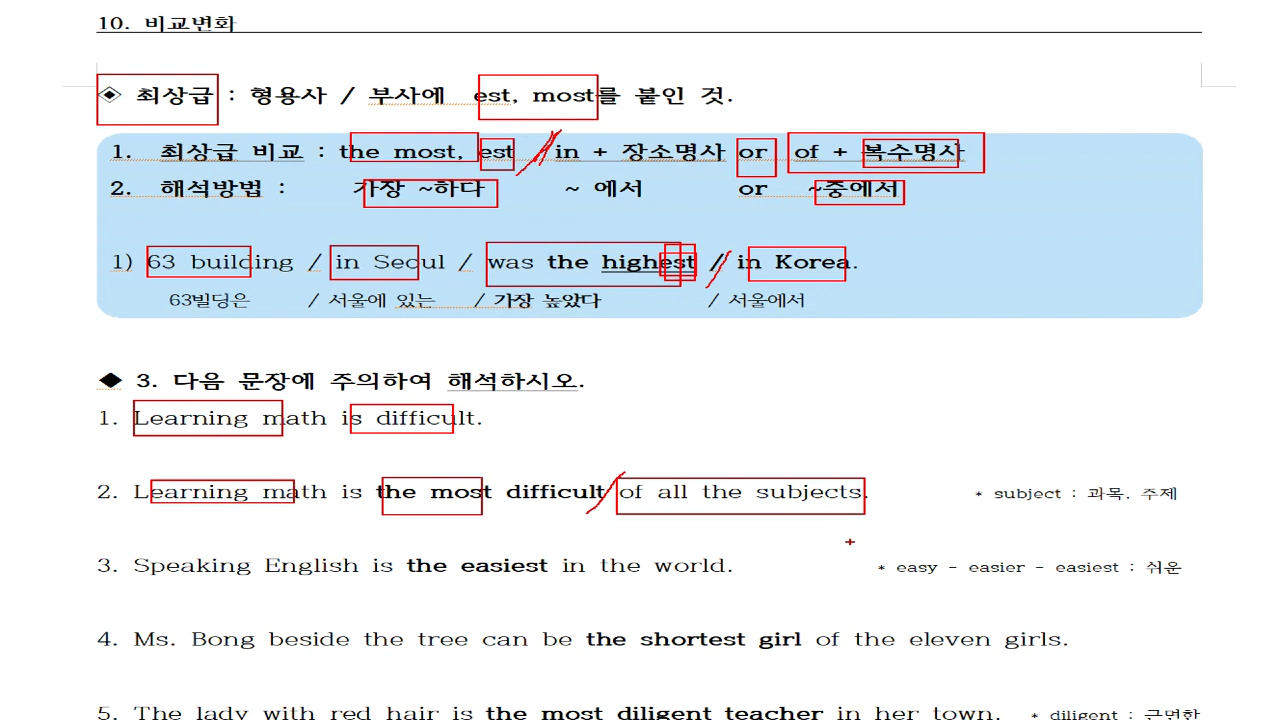 10. 비교변화
◈ 최상급 : 형용사 / 부사에 est, most를 붙인 것.
1. 최상급 비교 : the most, est / in + 장소명사 or of + 복수명사
2. 해석방법 : 가장 ~하다 ~ 에서 or ~중에서
1) 63 building / in Seoul / was the highest / in Korea.
63빌딩은 / 서울에 있는 / 가장 높았다 / 서울에서
◆ 3. 다음 문장에 주의하여 해석하시오.
1. Learning math is difficult.
2. Learning math is the most difficult of all the subjects. * subject : 과목, 주제
3. Speaking English is the easiest in the world. * easy - easier - easiest : 쉬운
4. Ms. Bong beside the tree can be the shortest girl of the eleven girls.
5. The lady with red hair is the most diligent teacher in her town. * diligent : 근면한